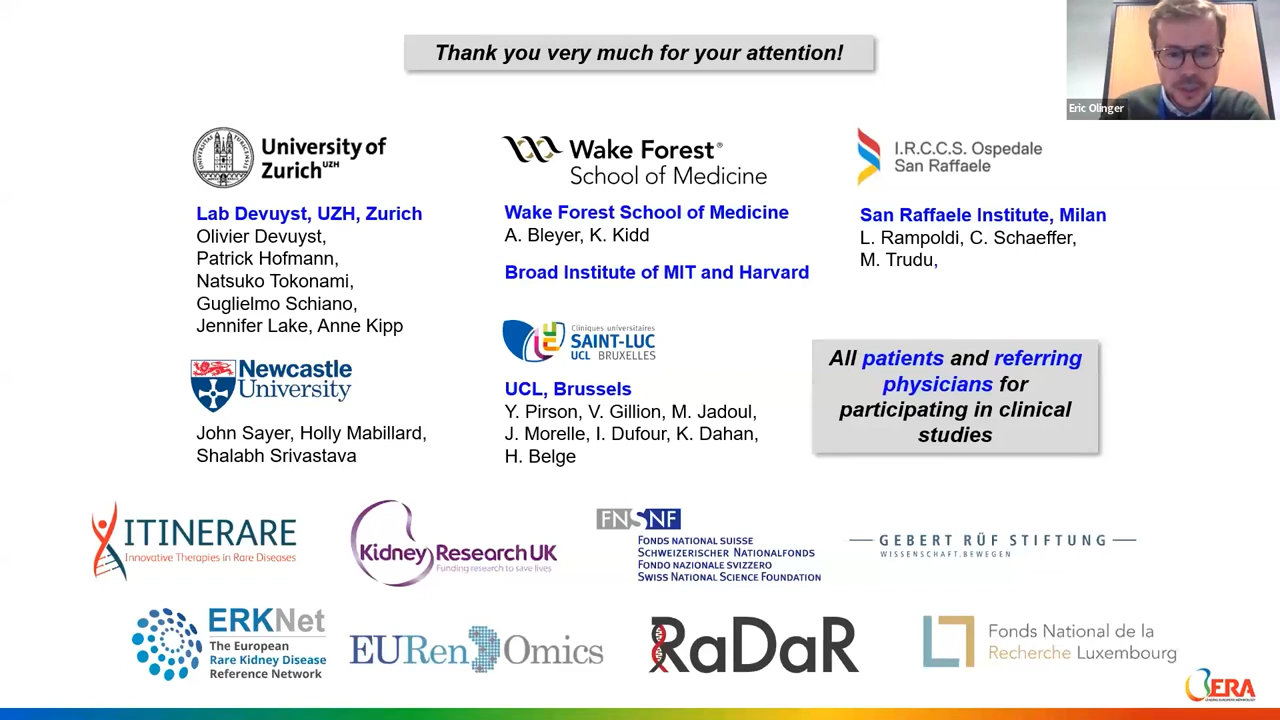 Thank you very much for your attention!
Eric Olinger
University of
Zurich UZH
Wake Forest®
School of Medicine
I.R.C.C.S. Ospedale
San Raffaele
Lab Devuyst, UZH, Zurich
Olivier Devuyst,
Patrick Hofmann,
Natsuko Tokonami,
Guglielmo Schiano,
Jennifer Lake, Anne Kipp
Wake Forest School of Medicine
A. Bleyer, K. Kidd
Broad Institute of MIT and Harvard
San Raffaele Institute, Milan
L. Rampoldi, C. Schaeffer,
M. Trudu,
Newcastle
University
John Sayer, Holly Mabillard,
Shalabh Srivastava
Cliniques universitaires
SAINT-LUC
UCL BRUXELLES
UCL, Brussels
Y. Pirson, V. Gillion, M. Jadoul,
J. Morelle, I. Dufour, K. Dahan,
H. Belge
All patients and referring
physicians for
participating in clinical
studies
ITINERARE
Innovative Therapies in Rare Diseases
Kidney Research UK
Funding research to save lives
FNSNF
FONDS NATIONAL SUISSE
SCHWEIZERISCHER NATIONALFONDS
FONDO NAZIONALE SVIZZERO
SWISS NATIONAL SCIENCE FOUNDATION
GEBERT RÜF STIFTUNG
WISSENSCHAFT.BEWEGEN
ERKNet
The European
Rare Kidney Disease
Reference Network
EURenOmics
RaDaR
Fonds National de la
Recherche Luxembourg
ERA